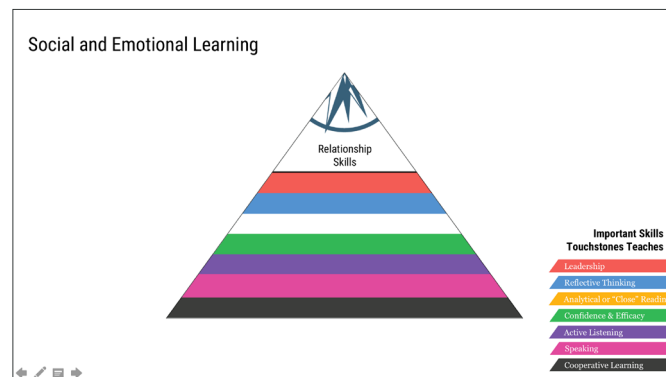 Social and Emotional Learning
Relationship
Skills
Important Skills
Touchstones Teaches
Leadership
Reflective Thinking
Analytical or "Close" Readin
Confidence & Efficacy
Active Listening
Speaking
Cooperative Learning